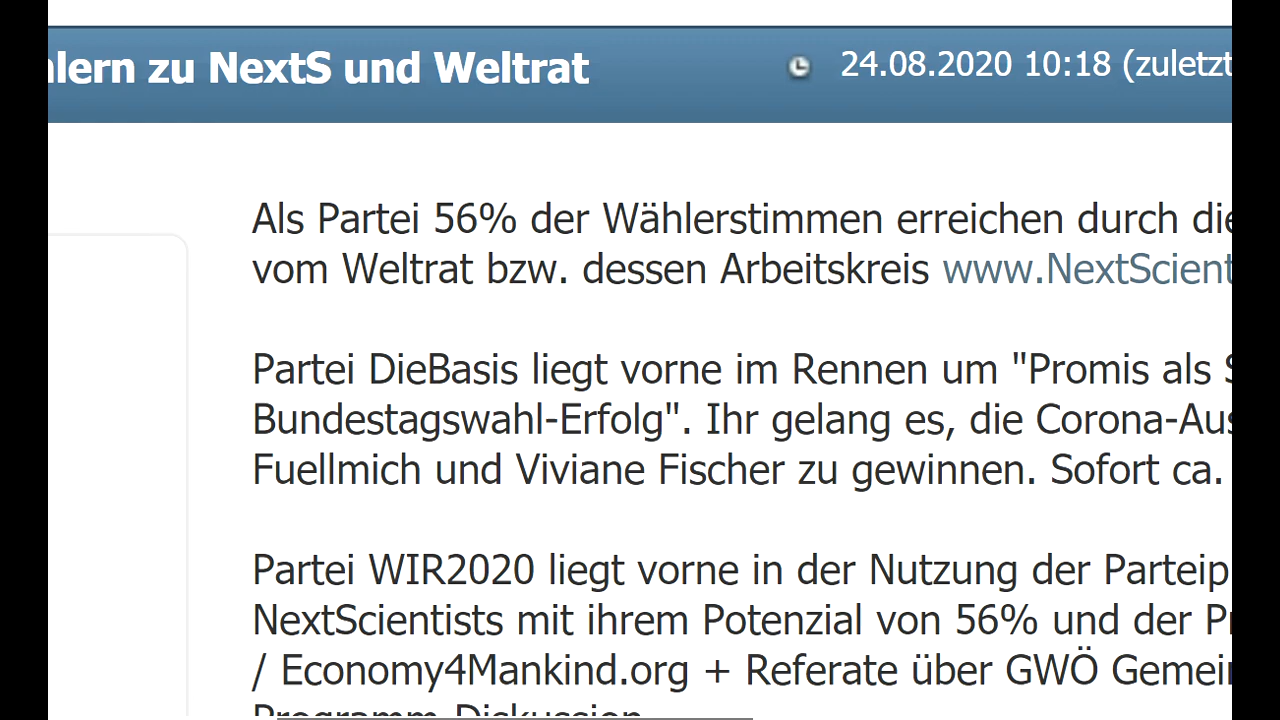 zu NextS und Weltrat
24.08.2020 10:18 (zuletzt
Als Partei 56% der Wählerstimmen erreichen durch die
vom Weltrat bzw. dessen Arbeitskreis www.NextScient
Partei DieBasis liegt vorne im Rennen um "Promis als
Bundestagswahl-Erfolg". Ihr gelang es, die Corona-Aus
Fuellmich und Viviane Fischer zu gewinnen. Sofort ca.
Partei WIR2020 liegt vorne in der Nutzung der Parteip
NextScientists mit ihrem Potenzial von 56% und der
/ Economy4Mankind.org + Referate über GWÖ Gemei
Programm-Diskussion